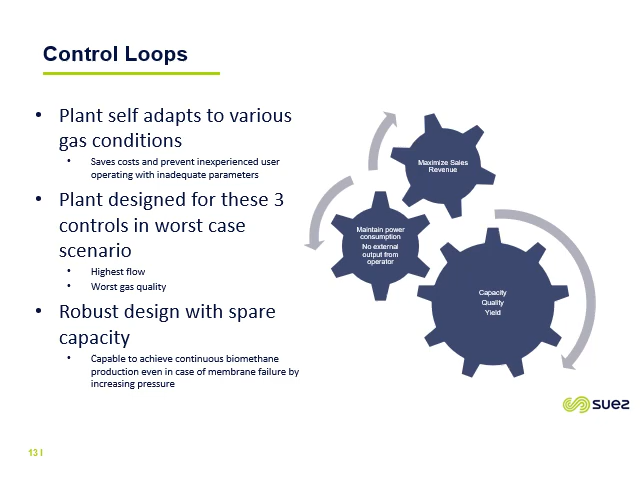 Control Loops
• Plant self adapts to various
gas conditions
• Saves costs and prevent inexperienced user
operating with inadequate parameters
• Plant designed for these 3
controls in worst case
scenario
• Highest flow
• Worst gas quality
• Robust design with spare
capacity
• Capable to achieve continuous biomethane
production even in case of membrane failure by
increasing pressure
Maximize Sales
Revenue
Maintain power
consumption
No external
output from
operator
Capacity
Quality
Yield
suez
13 I